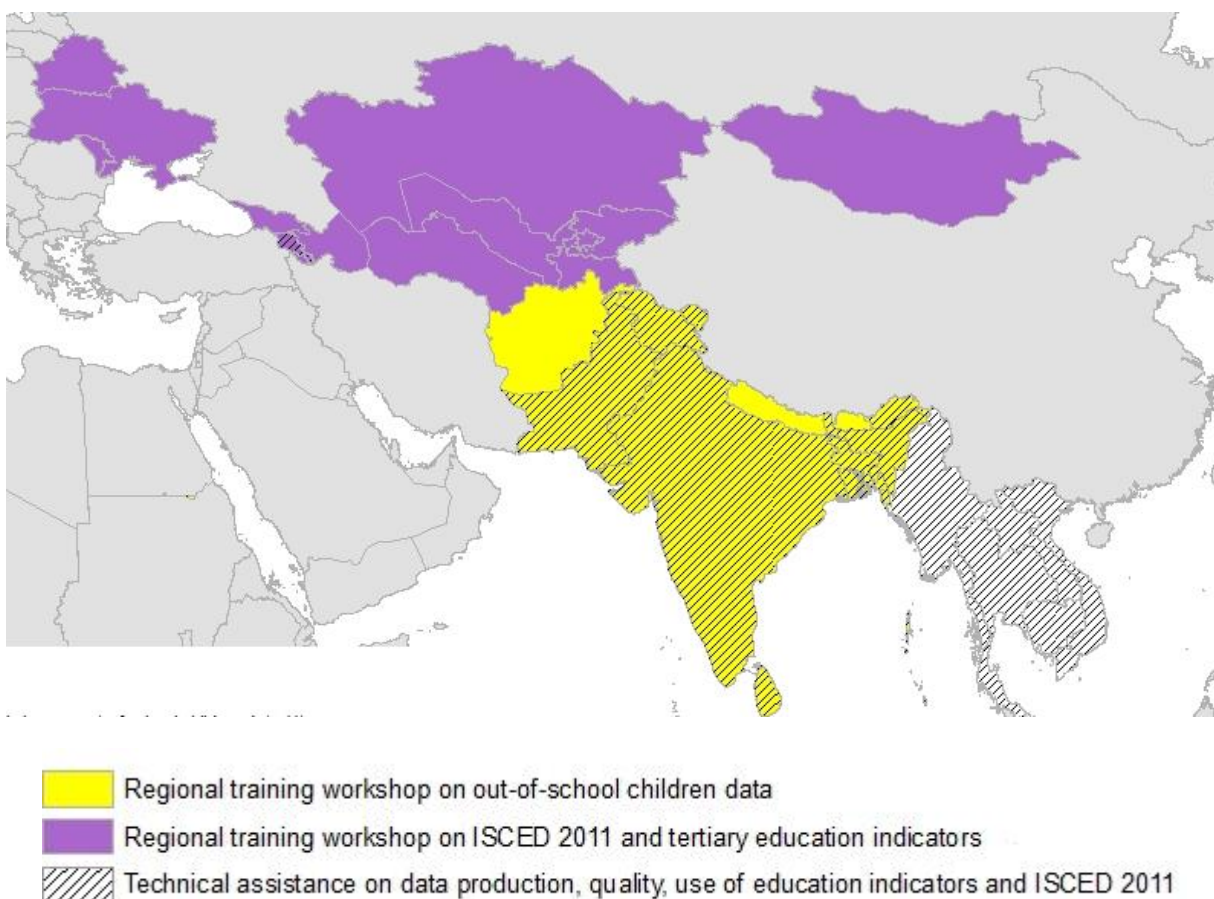 Regional training workshop on out-of-school children data
Regional training workshop on ISCED 2011 and tertiary education indicators
Technical assistance on data production, quality, use of education indicators and ISCED 2011